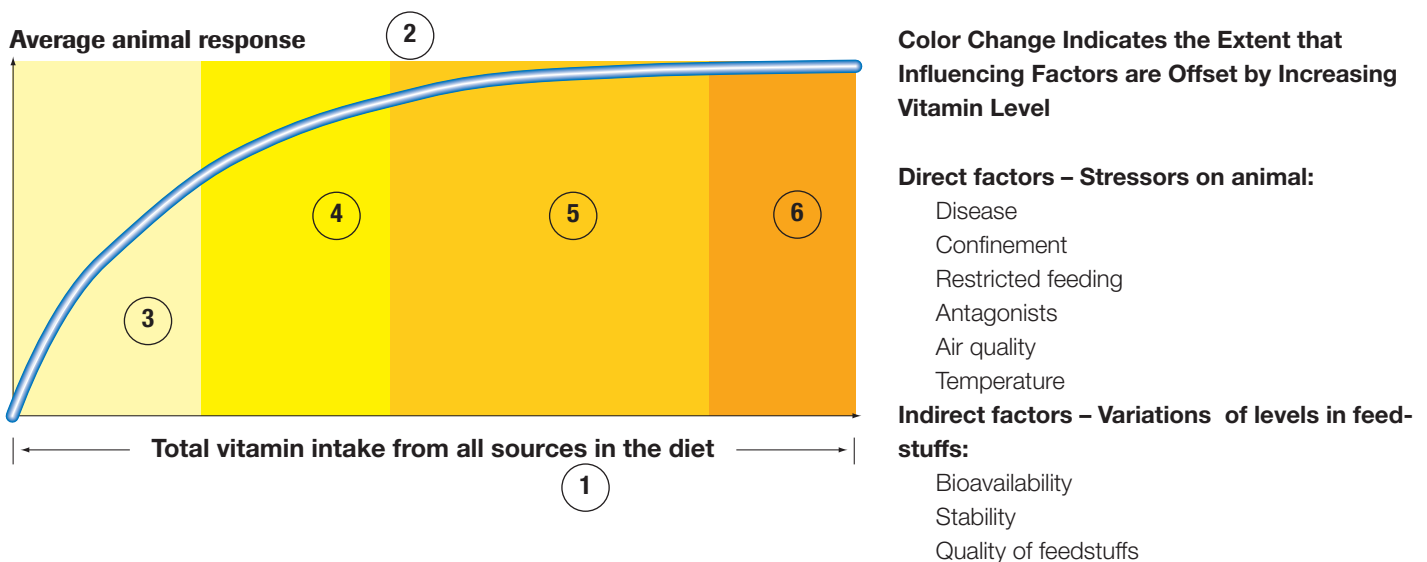 Average animal response
2
3
4
5
6
Total vitamin intake from all sources in the diet
1
Color Change Indicates the Extent that
Influencing Factors are Offset by Increasing
Vitamin Level
Direct factors – Stressors on animal:
Disease
Confinement
Restricted feeding
Antagonists
Air quality
Temperature
Indirect factors – Variations of levels in feed-
stuffs:
Bioavailability
Stability
Quality of feedstuffs